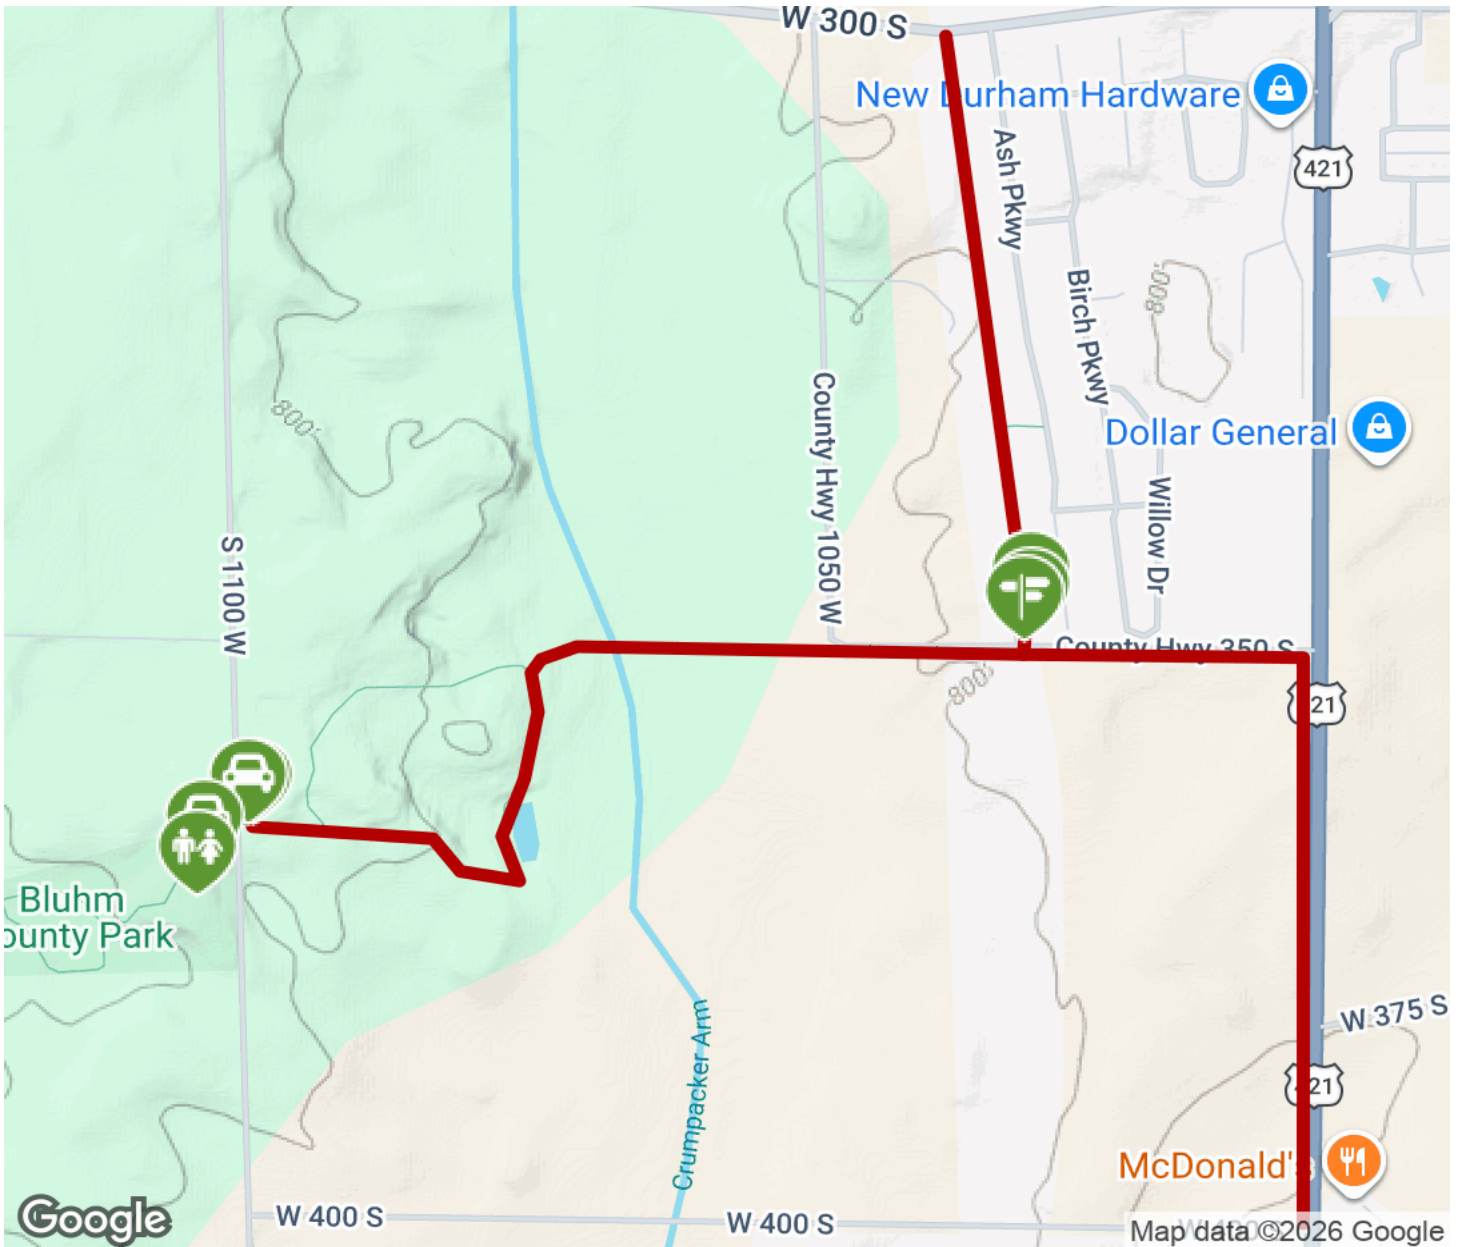 W 300 S
New Durham Hardware
Ash Pkwy
421
Birch Pkwy
800'
County Hwy 1050 W
800'
Dollar General
Willow Dr
S 1100 W
County Hwy 350 S
800'
21
Bluhm
ounty Park
Crumpacker Arm
W 375 S
421
McDonald's
W 400 S
W 400 S
Google
Map data ©2026 Google